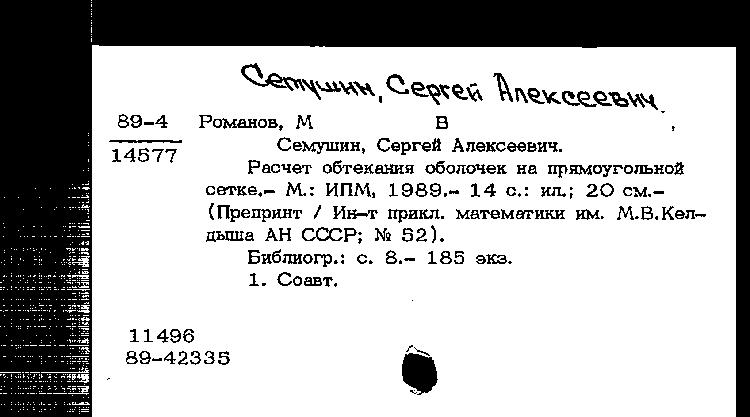 Семушин, Сергей Алексеевич
89-4 Романов, М В
14577 Семушин, Сергей Алексеевич.
Расчет обтекания оболочек на прямоугольной
сетке.- М.: ИПМ, 1989.- 14 с.: ил.; 20 см.-
(Препринт / Ин-т прикл. математики им. М.В.Кел-
дыша АН СССР; № 52).
Библиогр.: с. 8.- 185 экз.
1. Соавт.
11496
89-42335